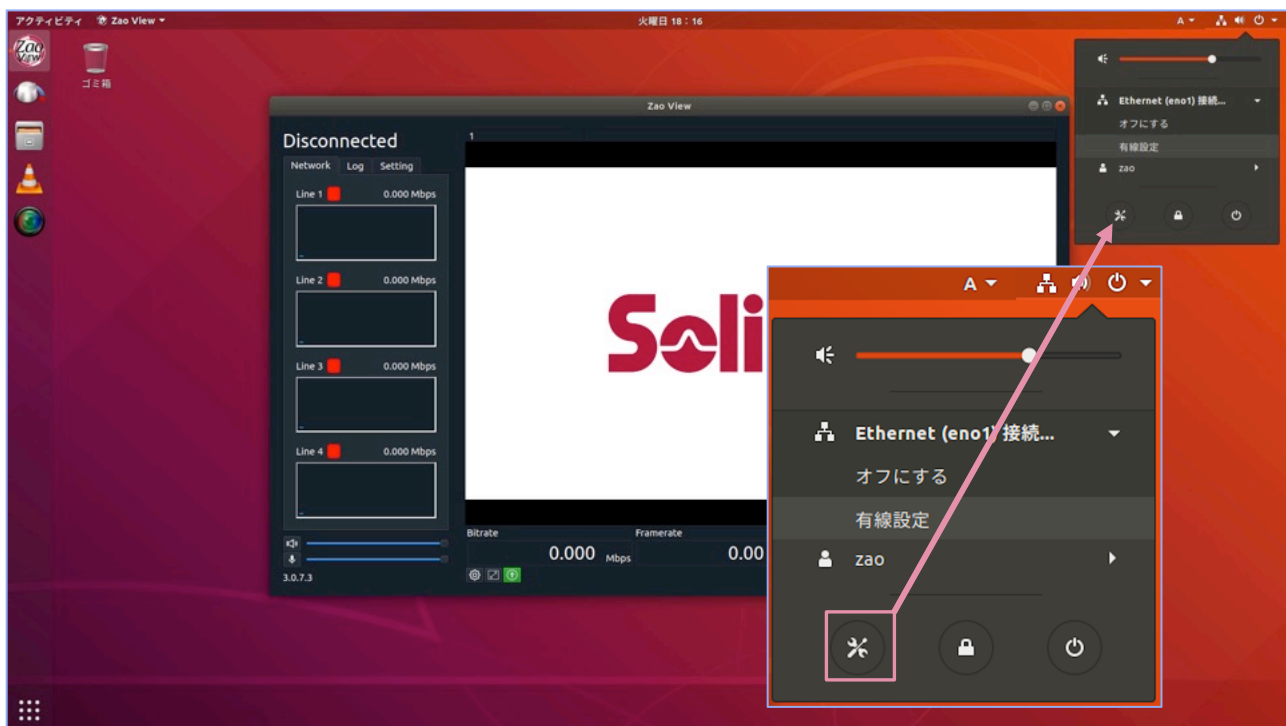 アクティビティ Zao View
火曜日 18：16
A
Zao View
ゴミ箱
Ethernet (eno1) 接続...
オフにする
有線設定
zao
Zao View
Disconnected
1
Network Log Setting
Line 1 0.000 Mbps
Line 2 0.000 Mbps
Line 3 0.000 Mbps
Line 4 0.000 Mbps
Soli
Bitrate Framerate
0.000 Mbps 0.00
3.0.7.3
A
Ethernet (eno1) 接続...
オフにする
有線設定
zao